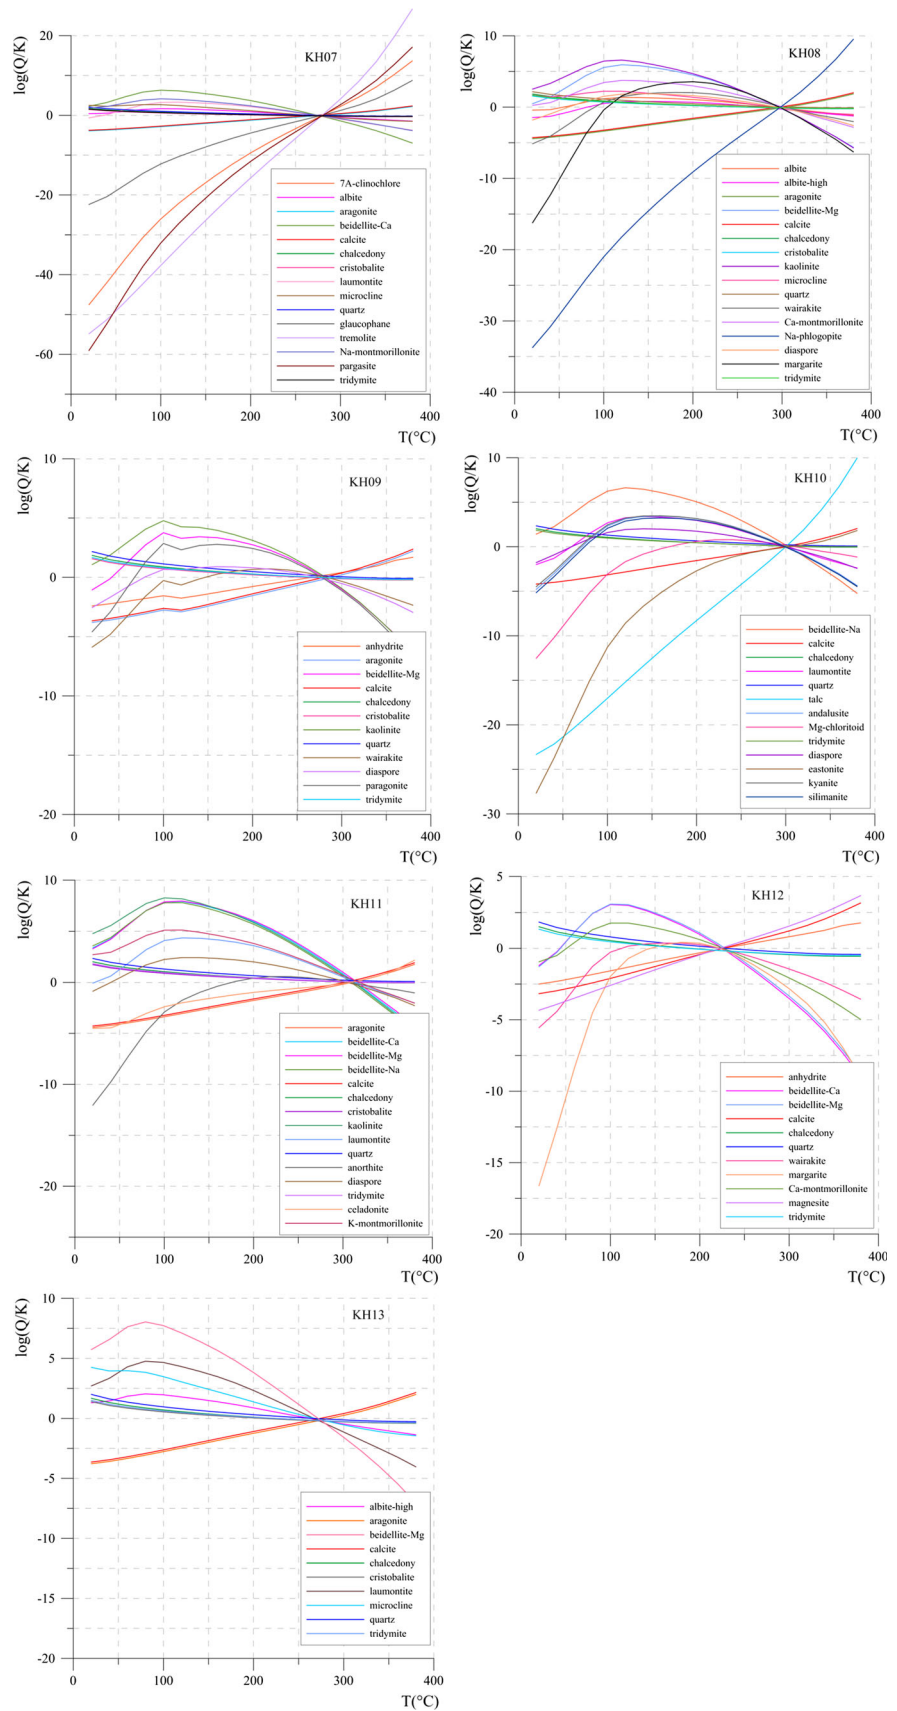 log(Q/K)
KH07
20
0
-20
-40
-60
7A-clinochlore
albite
aragonite
beidellite-Ca
calcite
chalcedony
cristobalite
laumontite
microcline
quartz
glaucophane
tremolite
Na-montmorillonite
pargasite
tridymite
0 100 200 300 400
T(°C)
log(Q/K)
KH08
10
0
-10
-20
-30
-40
albite
albite-high
aragonite
beidellite-Mg
calcite
chalcedony
cristobalite
kaolinite
microcline
quartz
wairakite
Ca-montmorillonite
Na-phlogopite
diaspore
margarite
tridymite
0 100 200 300 400
T(°C)
log(Q/K)
KH09
10
0
-10
-20
anhydrite
aragonite
beidellite-Mg
calcite
chalcedony
cristobalite
kaolinite
quartz
wairakite
diaspore
paragonite
tridymite
0 100 200 300 400
T(°C)
log(Q/K)
KH10
10
0
-10
-20
-30
beidellite-Na
calcite
chalcedony
laumontite
quartz
talc
andalusite
Mg-chloritoid
tridymite
diaspore
eastonite
kyanite
silimanite
0 100 200 300 400
T(°C)
log(Q/K)
KH11
10
0
-10
-20
aragonite
beidellite-Ca
beidellite-Mg
beidellite-Na
calcite
chalcedony
cristobalite
kaolinite
laumontite
quartz
anorthite
diaspore
tridymite
celadonite
K-montmorillonite
0 100 200 300 400
T(°C)
log(Q/K)
KH12
5
0
-5
-10
-15
-20
anhydrite
beidellite-Ca
beidellite-Mg
calcite
chalcedony
quartz
wairakite
margarite
Ca-montmorillonite
magnesite
tridymite
0 100 200 300 400
T(°C)
log(Q/K)
KH13
10
5
0
-5
-10
-15
-20
albite-high
aragonite
beidellite-Mg
calcite
chalcedony
cristobalite
laumontite
microcline
quartz
tridymite
0 100 200 300 400
T(°C)